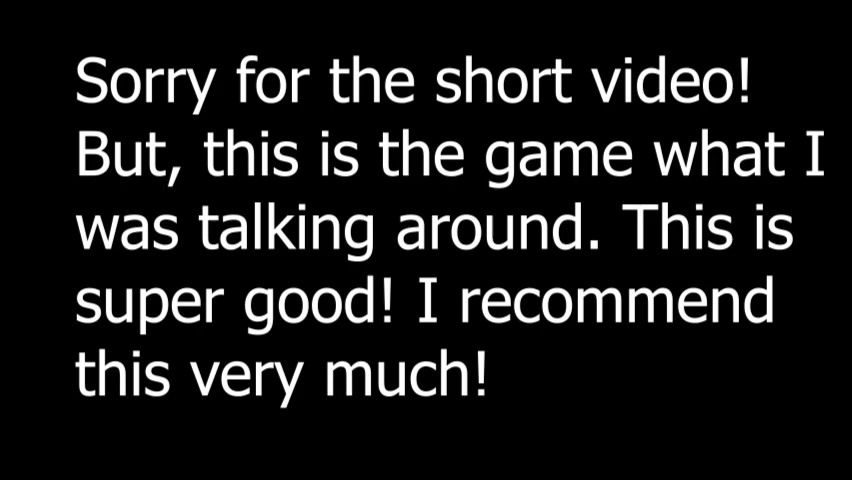 Sorry for the short video!
But, this is the game what I
was talking around. This is
super good! I recommend
this very much!